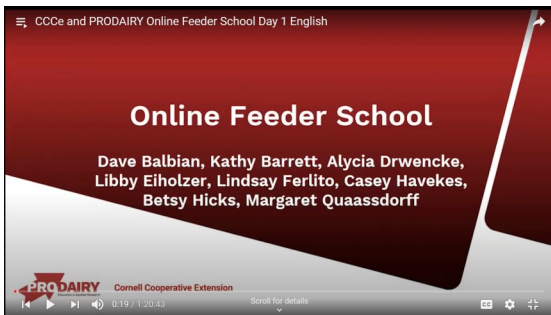 CCCe and PRODAIRY Online Feeder School Day 1 English
Online Feeder School
Dave Balbian, Kathy Barrett, Alycia Drwencke,
Libby Eiholzer, Lindsay Ferlito, Casey Havekes,
Betsy Hicks, Margaret Quaassdorff
PRODAIRY
Cornell Cooperative Extension
0:19 / 1:20:43
Scroll for details
CC